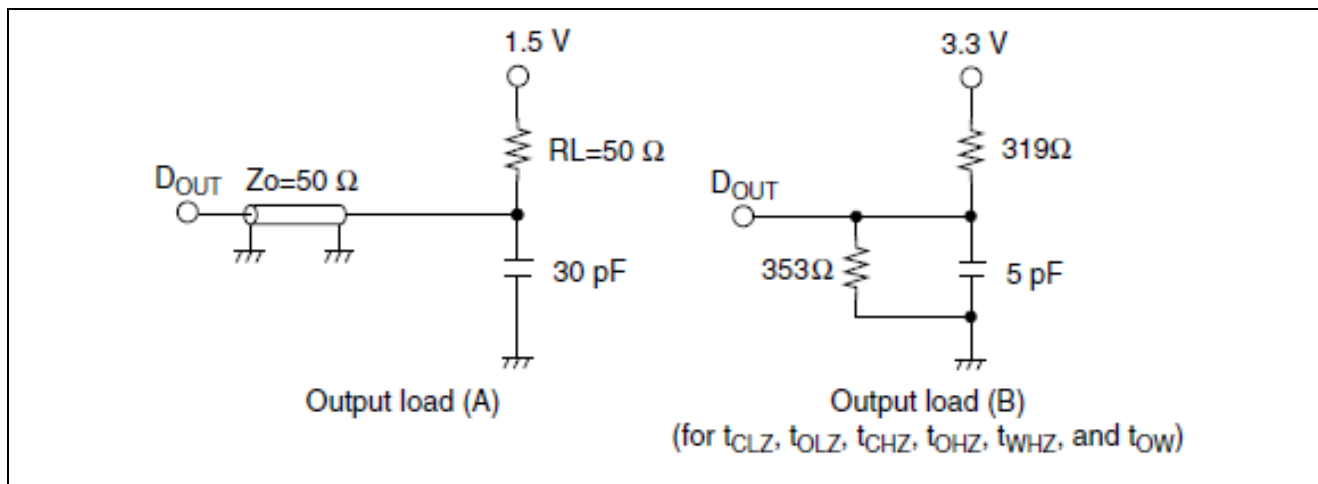 1.5 V
RL=50 Ω
DOUT Zo=50 Ω
30 pF
Output load (A)
3.3 V
319Ω
DOUT
353Ω
5 pF
Output load (B)
(for tCLZ, tOLZ, tCHZ, tOHZ, tWHZ, and tOW)